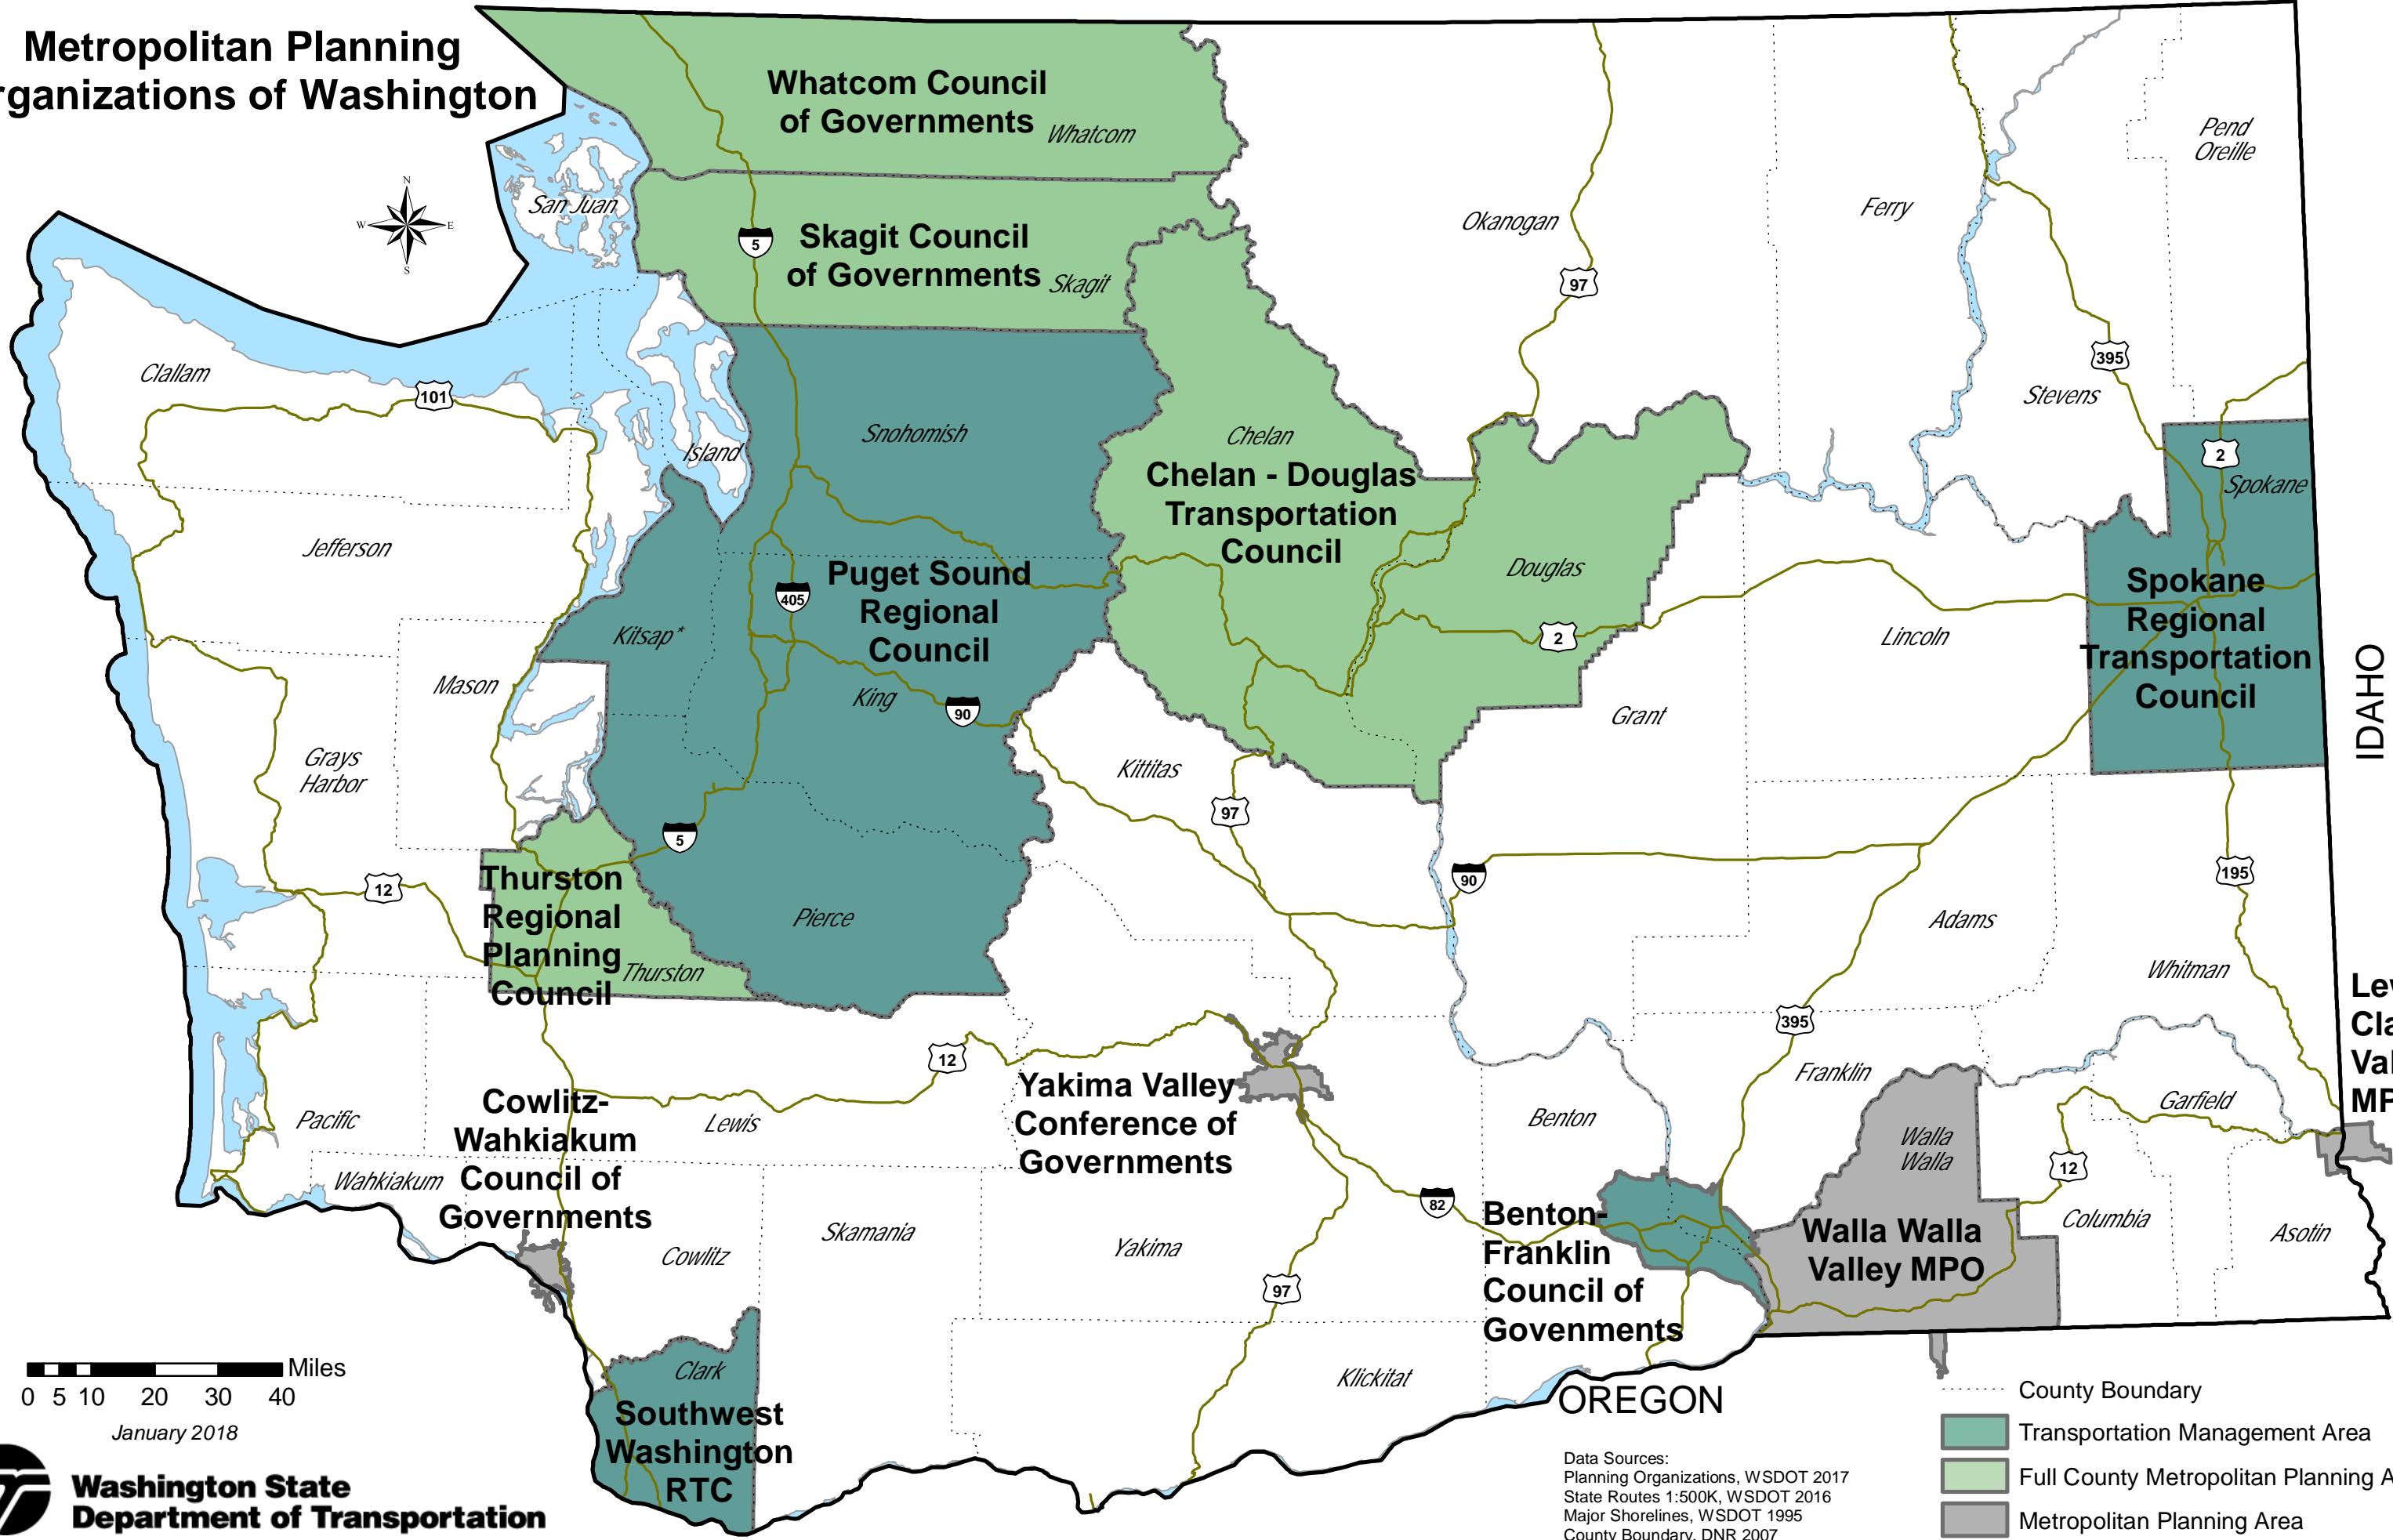 Metropolitan Planning
rganizations of Washington
N
W
E
S
Whatcom Council
of Governments
Whatcom
San Juan
5
Skagit Council
of Governments
Skagit
Okanogan
97
Ferry
Pend
Oreille
395
Stevens
Clallam
101
Island
Snohomish
Chelan
Chelan - Douglas
Transportation
Council
Douglas
2
2
Spokane
Spokane
Regional
Transportation
Council
Jefferson
405
Puget Sound
Regional
Council
Kitsap*
King
90
Mason
Lincoln
Grant
IDAHO
Grays
Harbor
Kittitas
97
5
12
Thurston
Regional
Planning
Council
Thurston
Pierce
90
195
Adams
Whitman
395
12
Franklin
Yakima Valley
Conference of
Governments
Cowlitz-
Wahkiakum
Council of
Governments
Lewis
Pacific
Wahkiakum
Benton
Walla
Walla
Garfield
12
82
Benton-
Franklin
Council of
Govenments
Walla Walla
Valley MPO
Columbia
Asotin
Skamania
Yakima
Cowlitz
97
Klickitat
Clark
Southwest
Washington
RTC
OREGON
Miles
0 5 10 20 30 40
January 2018
Washington State
Department of Transportation
Data Sources:
Planning Organizations, WSDOT 2017
State Routes 1:500K, WSDOT 2016
Major Shorelines, WSDOT 1995
County Boundary, DNR 2007
County Boundary
Transportation Management Area
Full County Metropolitan Planning A
Metropolitan Planning Area